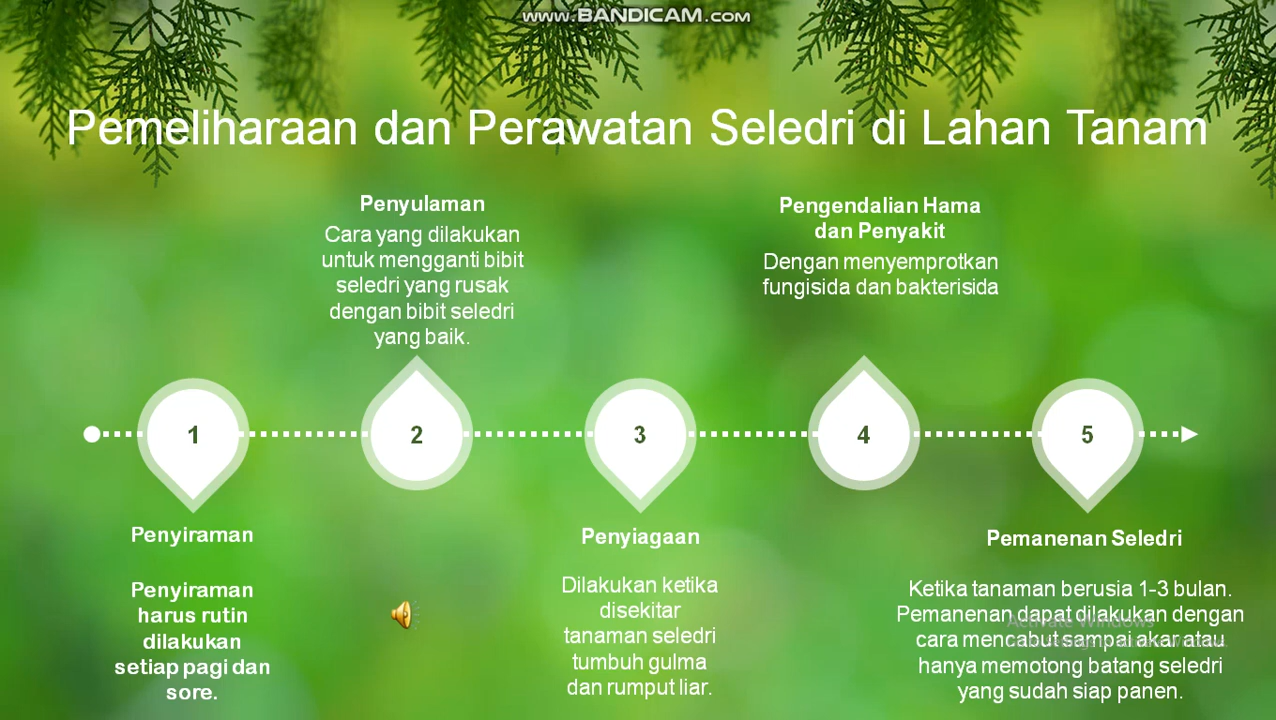 www.BANDICAM.com
Pemeliharaan dan Perawatan Seledri di Lahan Tanam
Penyulaman
Cara yang dilakukan
untuk mengganti bibit
seledri yang rusak
dengan bibit seledri
yang baik.
Pengendalian Hama
dan Penyakit
Dengan menyemprotkan
fungisida dan bakterisida
1
2
3
4
5
Penyiraman
Penyiraman
harus rutin
dilakukan
setiap pagi dan
sore.
Penyiagaan
Dilakukan ketika
disekitar
tanaman seledri
tumbuh gulma
dan rumput liar.
Pemanenan Seledri
Ketika tanaman berusia 1-3 bulan.
Pemanenan dapat dilakukan dengan
cara mencabut sampai akar atau
hanya memotong batang seledri
yang sudah siap panen.
Activate Windows